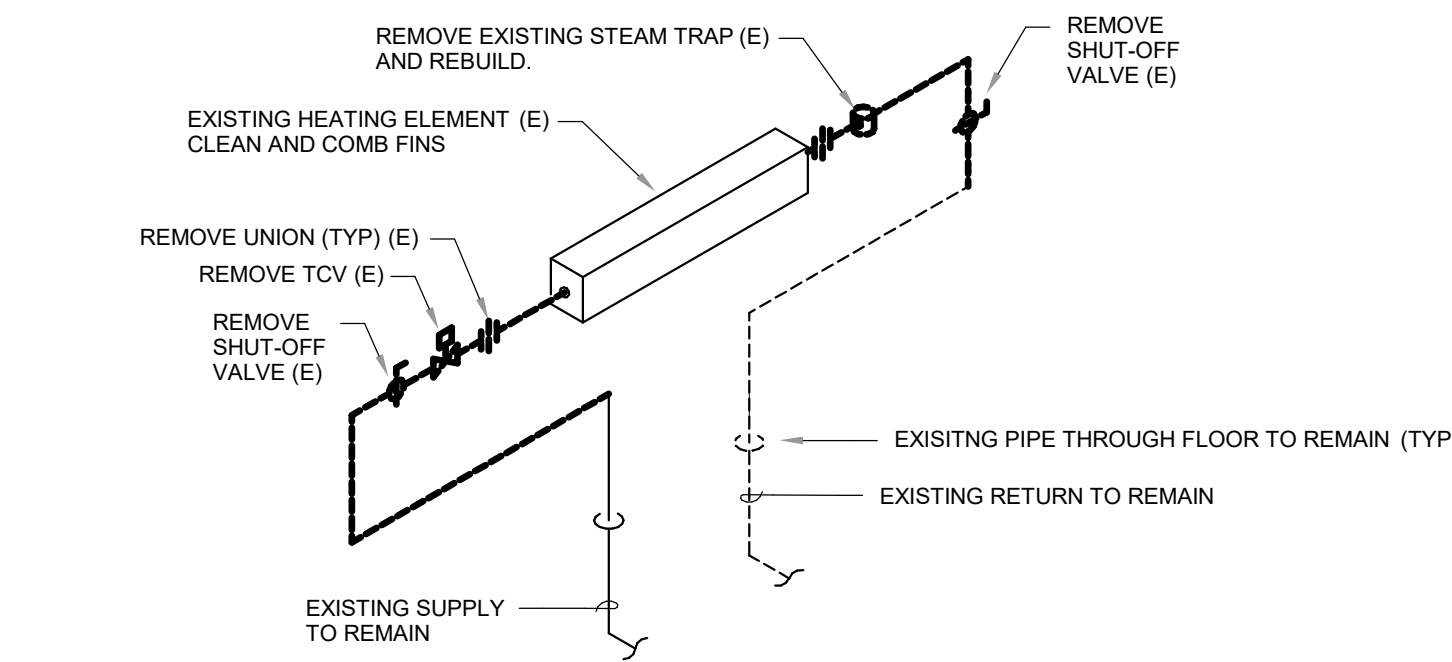 REMOVE EXISTING STEAM TRAP (E)
AND REBUILD.
REMOVE
SHUT-OFF
VALVE (E)
EXISTING HEATING ELEMENT (E)
CLEAN AND COMB FINS
REMOVE UNION (TYP) (E)
REMOVE TCV (E)
REMOVE
SHUT-OFF
VALVE (E)
EXISITNG PIPE THROUGH FLOOR TO REMAIN (TYP
EXISTING RETURN TO REMAIN
EXISTING SUPPLY
TO REMAIN